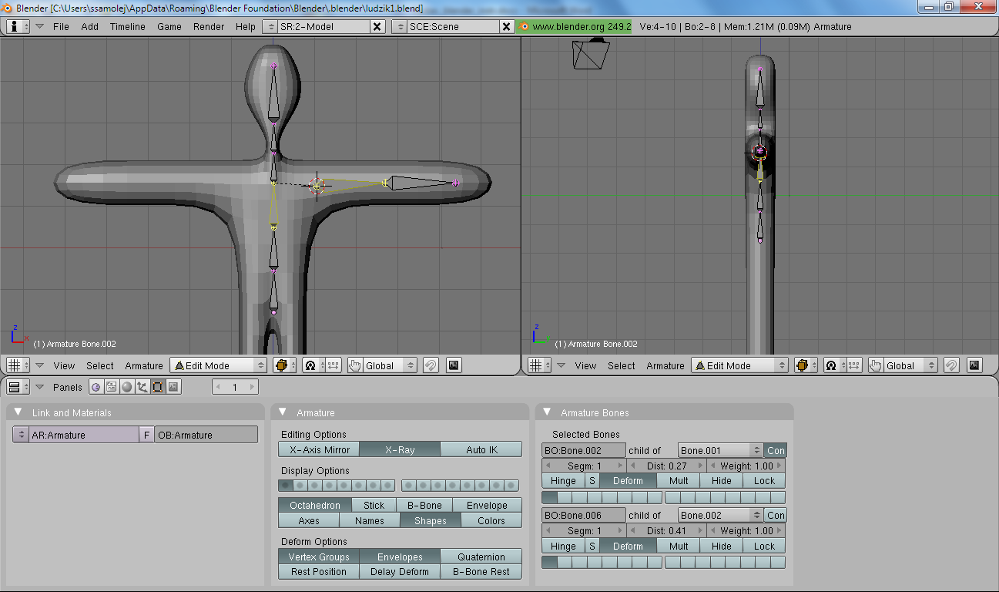 Blender [C:\Users\ssamolej\AppData\Roaming\Blender Foundation\Blender\.blender\ludzik1.blend]
File Add Timeline Game Render Help SR:2-Model SCE:Scene www.blender.org 249.2 Ve:4-10 | Bo:2-8 | Mem:1.21M (0.09M) Armature
z
x
(1) Armature Bone.002
z
(1) Armature Bone.002
View Select Armature Edit Mode Global
View Select Armature Edit Mode Global
Panels 1
Link and Materials
AR:Armature F OB:Armature
Armature
Editing Options
X-Axis Mirror X-Ray Auto IK
Display Options
Octahedron Stick B-Bone Envelope
Axes Names Shapes Colors
Deform Options
Vertex Groups Envelopes Quaternion
Rest Position Delay Deform B-Bone Rest
Armature Bones
Selected Bones
BO:Bone.002 child of Bone.001 Con
Segm: 1 Dist: 0.27 Weight: 1.00
Hinge S Deform Mult Hide Lock
BO:Bone.006 child of Bone.002 Con
Segm: 1 Dist: 0.41 Weight: 1.00
Hinge S Deform Mult Hide Lock